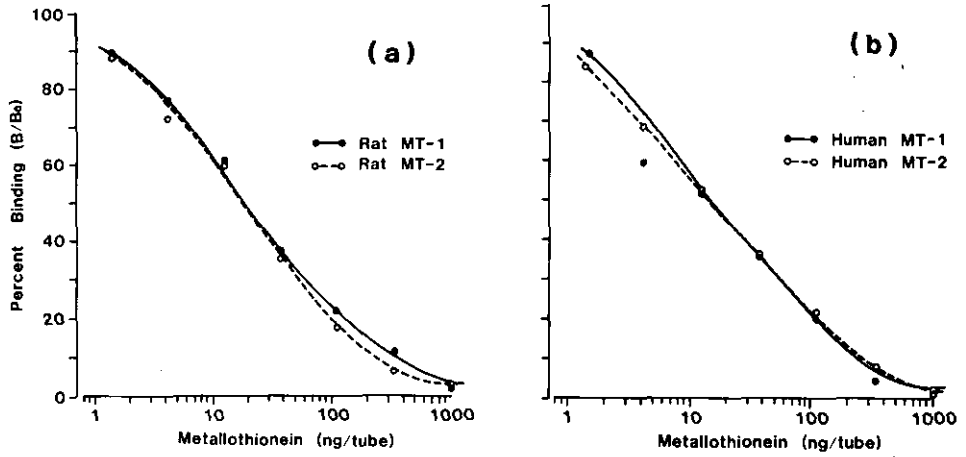 (a)
100
80
60
40
20
0
Percent Binding (B/B₀)
Rat MT-1
Rat MT-2
1 10 100 1000
Metallothionein (ng/tube)
(b)
Human MT-1
Human MT-2
1 10 100 1000
Metallothionein (ng/tube)